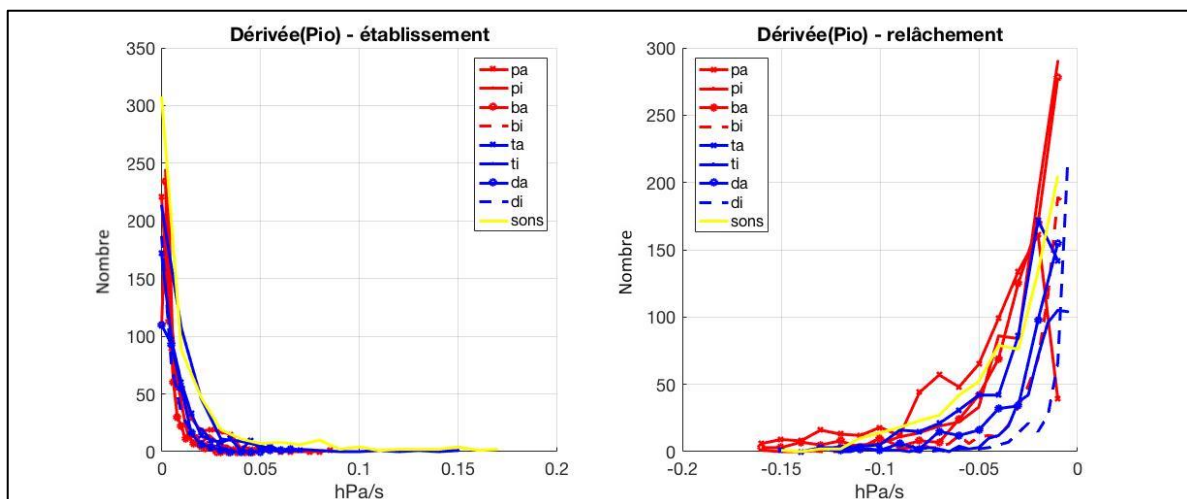 Dérivée(Pio) - établissement
350
300
250
200
150
100
50
0
Nombre
0
0.05
0.1
0.15
0.2
hPa/s
pa
pi
ba
bi
ta
ti
da
di
sons
Dérivée(Pio) - relâchement
300
250
200
150
100
50
0
Nombre
-0.2
-0.15
-0.1
-0.05
0
hPa/s
pa
pi
ba
bi
ta
ti
da
di
sons